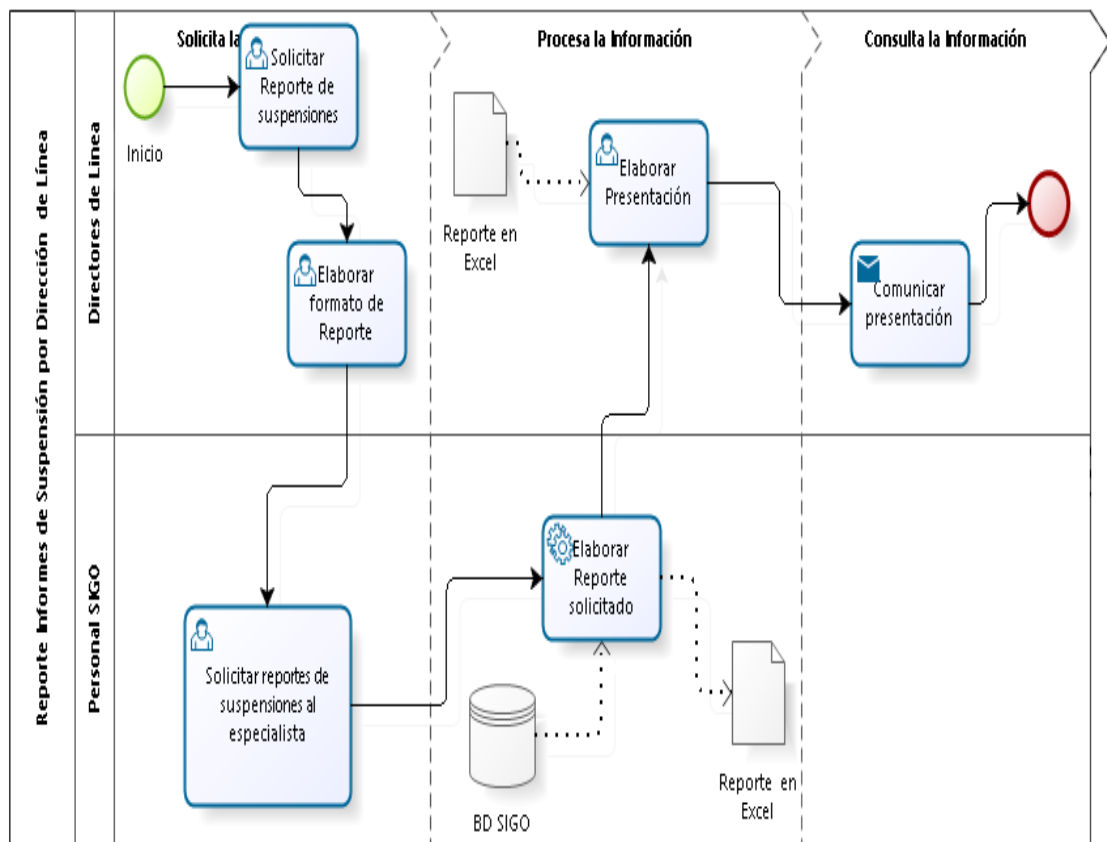 Reporte Informes de Suspensión por Dirección de Línea
Directores de Línea
Personal SIGO
Solicita la
Procesa la Información
Consulta la Información
Inicio
Solicitar
Reporte de
suspensiones
Elaborar
formato de
Reporte
Reporte en
Excel
Elaborar
Presentación
Comunicar
presentación
Solicitar reportes de
suspensiones al
especialista
Elaborar
Reporte
solicitado
BD SIGO
Reporte en
Excel